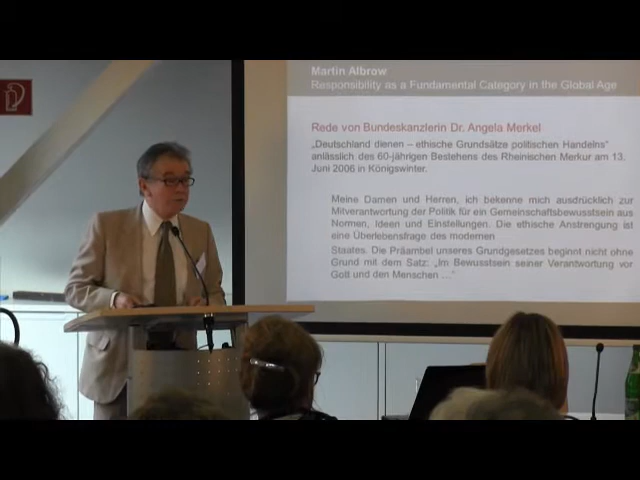 Martin Albrow
Responsibility as a Fundamental Category in the Global Age
Rede von Bundeskanzlerin Dr. Angela Merkel
„Deutschland dienen – ethische Grundsätze politischen Handelns"
anlässlich des 60-jährigen Bestehens des Rheinischen Merkur am 13.
Juni 2006 in Königswinter.
Meine Damen und Herren, ich bekenne mich ausdrücklich zur
Mitverantwortung der Politik für ein Gemeinschaftsbewusstsein aus
Normen, Ideen und Einstellungen. Die ethische Anstrengung ist
eine Überlebensfrage des modernen
Staates. Die Präambel unseres Grundgesetzes beginnt nicht ohne
Grund mit dem Satz: „Im Bewusstsein seiner Verantwortung vor
Gott und den Menschen ..."